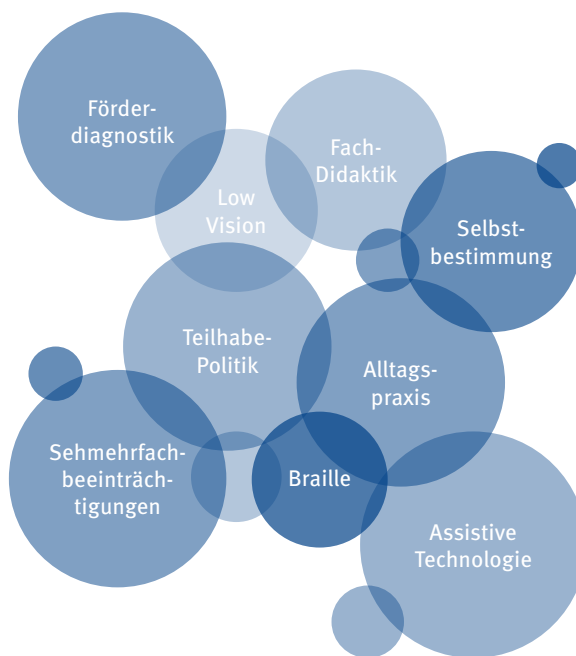 Förder-
diagnostik
Fach-
Didaktik
Low
Vision
Selbst-
bestimmung
Teilhabe-
Politik
Alltags-
praxis
Sehmehrfach-
beeinträch-
tigungen
Braille
Assistive
Technologie